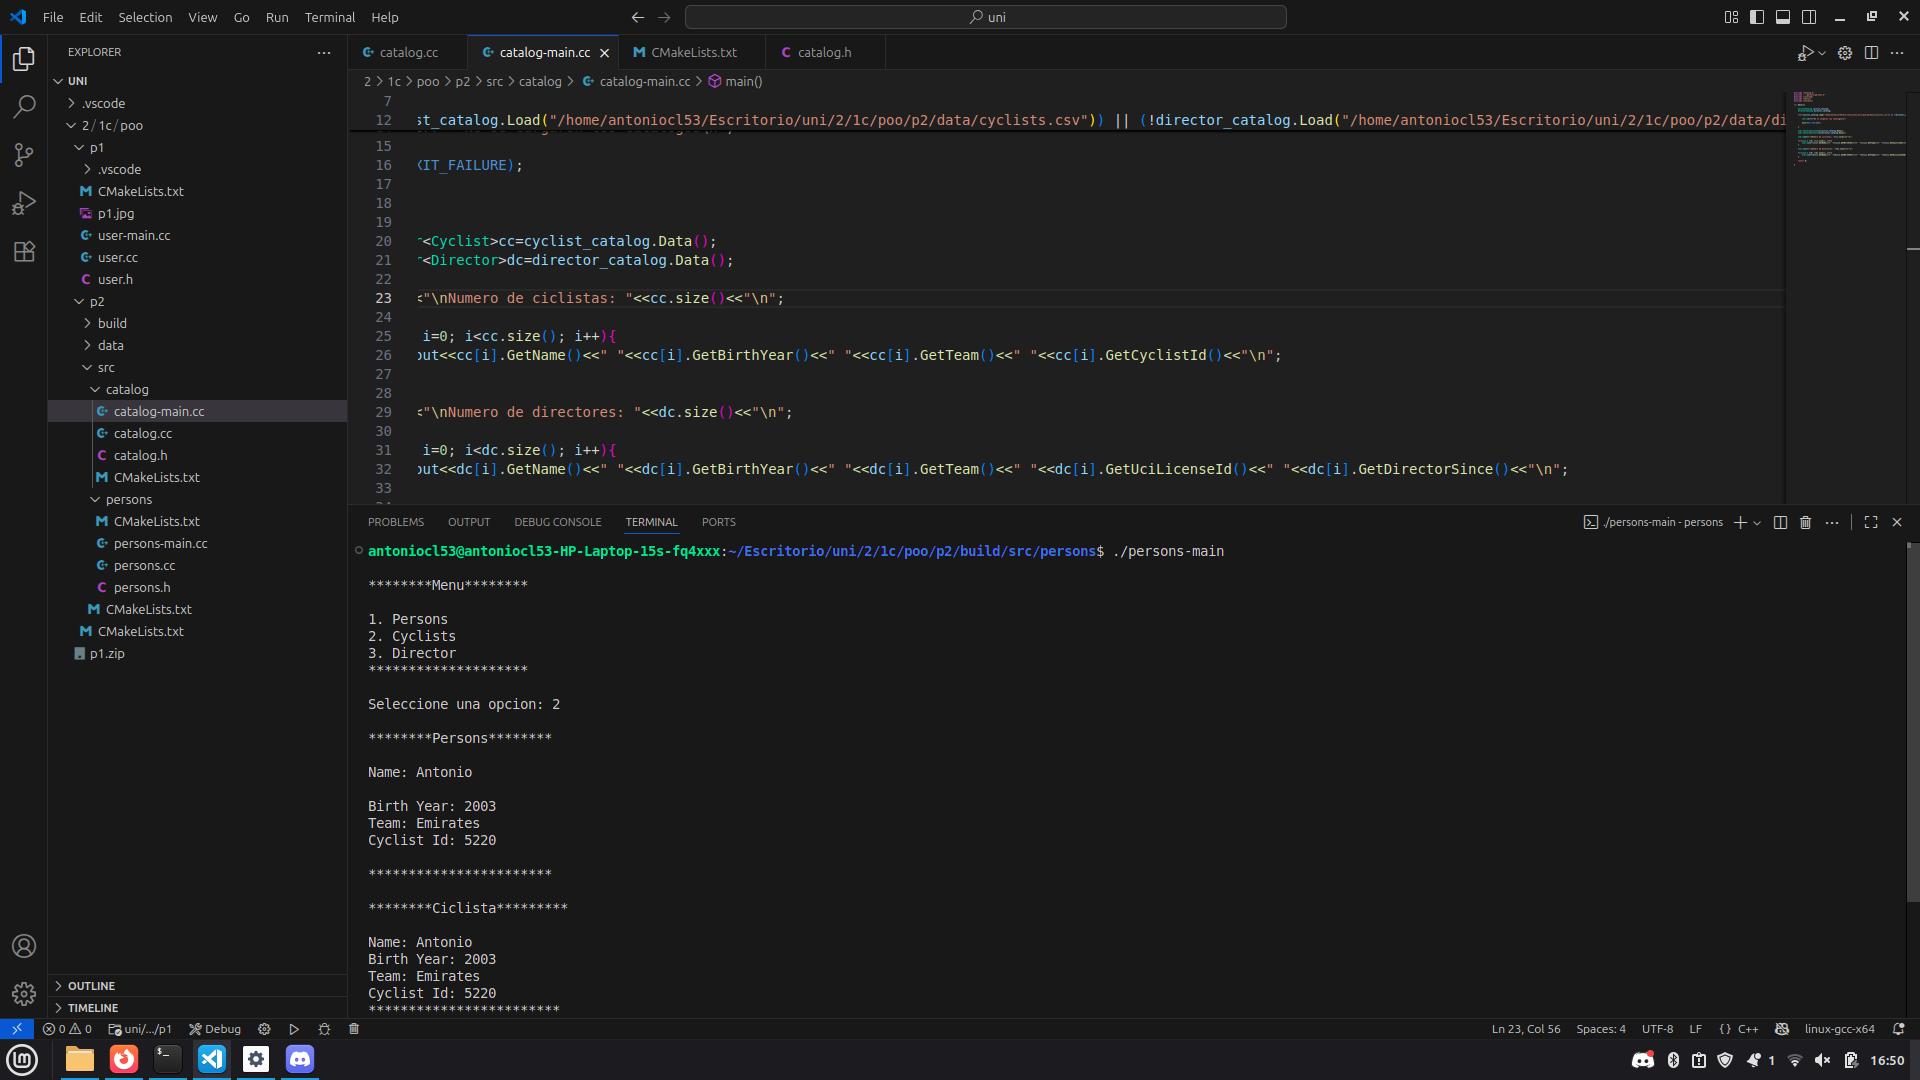 File Edit Selection View Go Run Terminal Help
uni
EXPLORER
UNI
.vscode
2 / 1c / poo
p1
.vscode
CMakeLists.txt
p1.jpg
user-main.cc
user.cc
user.h
p2
build
data
src
catalog
catalog-main.cc
catalog.cc
catalog.h
CMakeLists.txt
persons
CMakeLists.txt
persons-main.cc
persons.cc
persons.h
CMakeLists.txt
CMakeLists.txt
p1.zip
OUTLINE
TIMELINE
catalog.cc catalog-main.cc CMakeLists.txt catalog.h
2 > 1c > poo > p2 > src > catalog > catalog-main.cc > main()
7
12 st_catalog.Load("/home/antoniocl53/Escritorio/uni/2/1c/poo/p2/data/cyclists.csv")) || (!director_catalog.Load("/home/antoniocl53/Escritorio/uni/2/1c/poo/p2/data/di
15
16 XIT_FAILURE);
17
18
19
20 r<Cyclist>cc=cyclist_catalog.Data();
21 r<Director>dc=director_catalog.Data();
22
23 <"\nNumero de ciclistas: "<<cc.size()<<"\n";
24
25 i=0; i<cc.size(); i++){
26 out<<cc[i].GetName()<<" "<<cc[i].GetBirthYear()<<" "<<cc[i].GetTeam()<<" "<<cc[i].GetCyclistId()<<"\n";
27
28
29 <"\nNumero de directores: "<<dc.size()<<"\n";
30
31 i=0; i<dc.size(); i++){
32 out<<dc[i].GetName()<<" "<<dc[i].GetBirthYear()<<" "<<dc[i].GetTeam()<<" "<<dc[i].GetUciLicenseId()<<" "<<dc[i].GetDirectorSince()<<"\n";
33
PROBLEMS OUTPUT DEBUG CONSOLE TERMINAL PORTS
./persons-main - persons
antoniocl53@antoniocl53-HP-Laptop-15s-fq4xxx:~/Escritorio/uni/2/1c/poo/p2/build/src/persons$ ./persons-main
********Menu********
1. Persons
2. Cyclists
3. Director
********************
Seleccione una opcion: 2
********Persons********
Name: Antonio
Birth Year: 2003
Team: Emirates
Cyclist Id: 5220
***********************
********Ciclista*********
Name: Antonio
Birth Year: 2003
Team: Emirates
Cyclist Id: 5220
************************
0 0 uni/.../p1 Debug
Ln 23, Col 56 Spaces: 4 UTF-8 LF {} C++ linux-gcc-x64
1 16:50